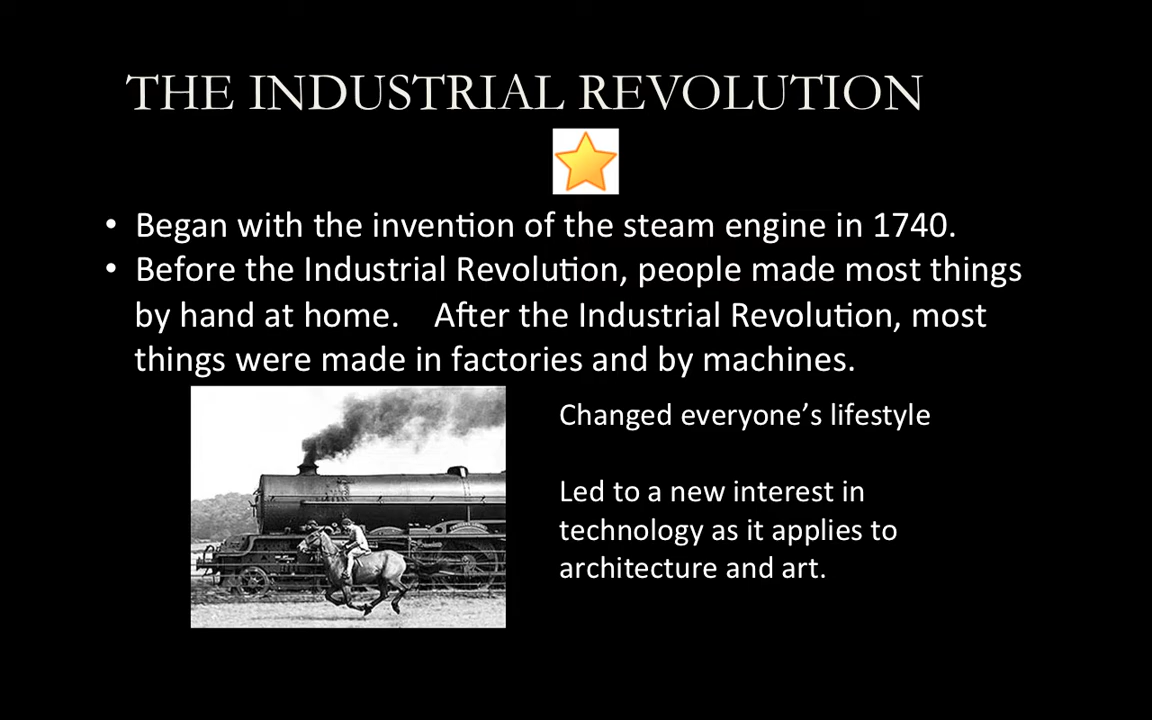 THE INDUSTRIAL REVOLUTION
• Began with the invention of the steam engine in 1740.
• Before the Industrial Revolution, people made most things
by hand at home.    After the Industrial Revolution, most
things were made in factories and by machines.
Changed everyone’s lifestyle
Led to a new interest in
technology as it applies to
architecture and art.